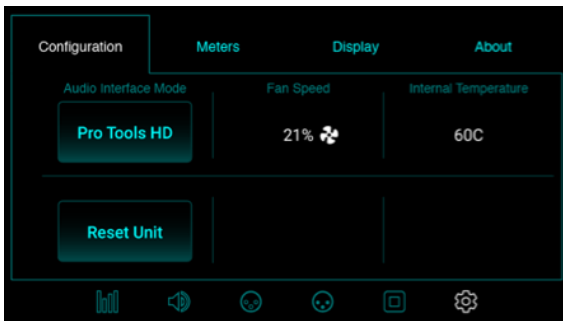 Configuration Meters Display About
Audio Interface Mode Fan Speed Internal Temperature
Pro Tools HD 21% 60C
Reset Unit